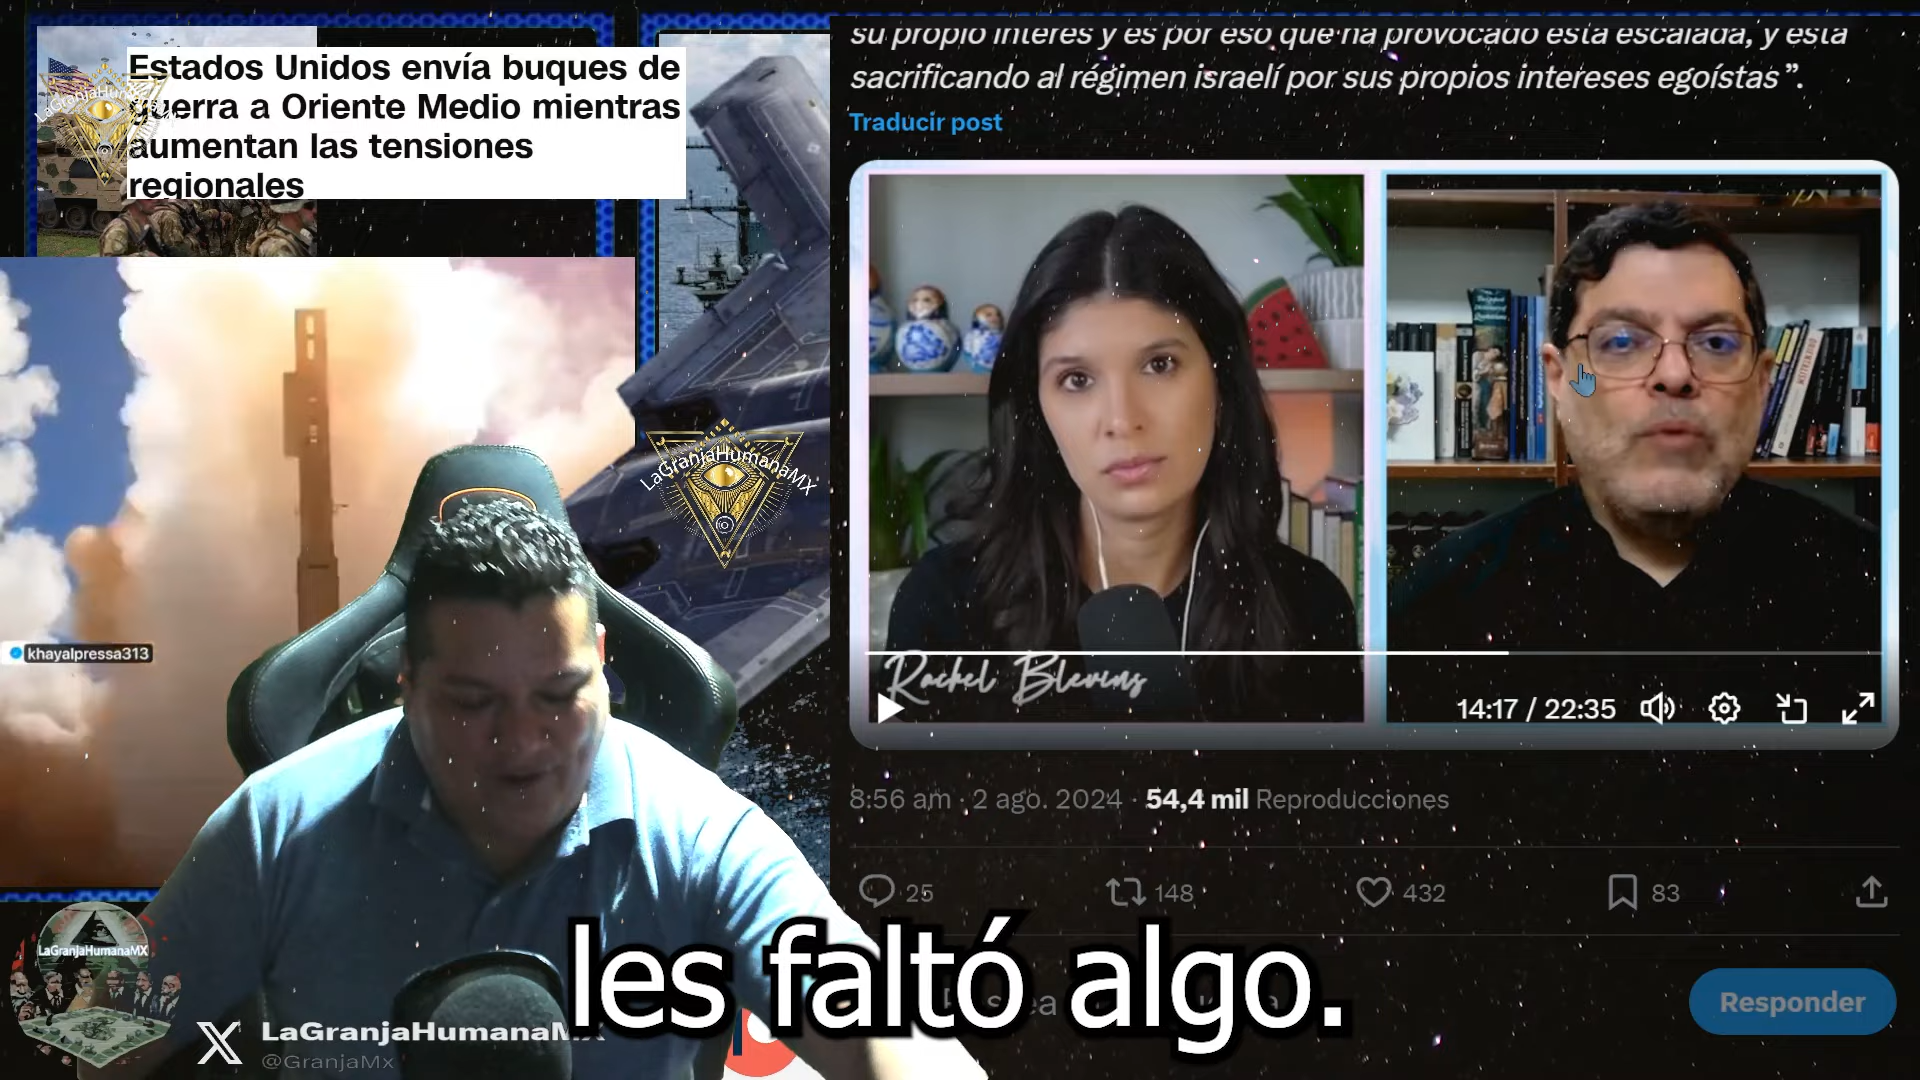 Estados Unidos envía buques de
guerra a Oriente Medio mientras
aumentan las tensiones
regionales
LaGranjaHum
su propio interés y es por eso que ha provocado esta escalada, y está
sacrificando al régimen israelí por sus propios intereses egoístas”.
Traducir post
LaGranjaHumanaMX
khayalpressa313
Rachel Blevins
14:17 / 22:35
8:56 am · 2 ago. 2024 · 54,4 mil Reproducciones
25
148
432
83
LaGranjaHumanaMX
les faltó algo.
Responder
LaGranjaHumanaMX
@GranjaMx